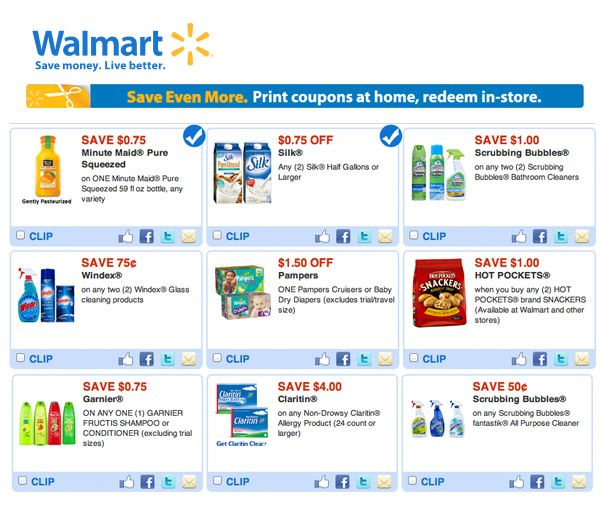 Walmart
Save money. Live better.
Save Even More. Print coupons at home, redeem in-store.
SAVE $0.75
Minute Maid® Pure
Squeezed
on ONE Minute Maid® Pure
Squeezed 59 fl oz bottle, any
variety
Gently Pasteurized
CLIP
$0.75 OFF
Silk®
Any (2) Silk® Half Gallons or
Larger
Silk
Silk
CLIP
SAVE $1.00
Scrubbing Bubbles®
on any two (2) Scrubbing
Bubbles® Bathroom Cleaners
CLIP
SAVE 75¢
Windex®
on any two (2) Windex® Glass
cleaning products
Windex
CLIP
$1.50 OFF
Pampers
ONE Pampers Cruisers or Baby
Dry Diapers (excludes trial/travel
size)
Pampers
Pampers
CLIP
SAVE $1.00
HOT POCKETS®
when you buy any (2) HOT
POCKETS® brand SNACKERS
(Available at Walmart and other
stores)
HOT POCKETS
SNACKERS
CLIP
SAVE $0.75
Garnier®
ON ANY ONE (1) GARNIER
FRUCTIS SHAMPOO or
CONDITIONER (excluding trial
sizes)
CLIP
SAVE $4.00
Claritin®
on any Non-Drowsy Claritin®
Allergy Product (24 count or
larger)
Claritin
Claritin
Get Claritin Clear
CLIP
SAVE 50¢
Scrubbing Bubbles®
on any Scrubbing Bubbles®
fantastik® All Purpose Cleaner
CLIP